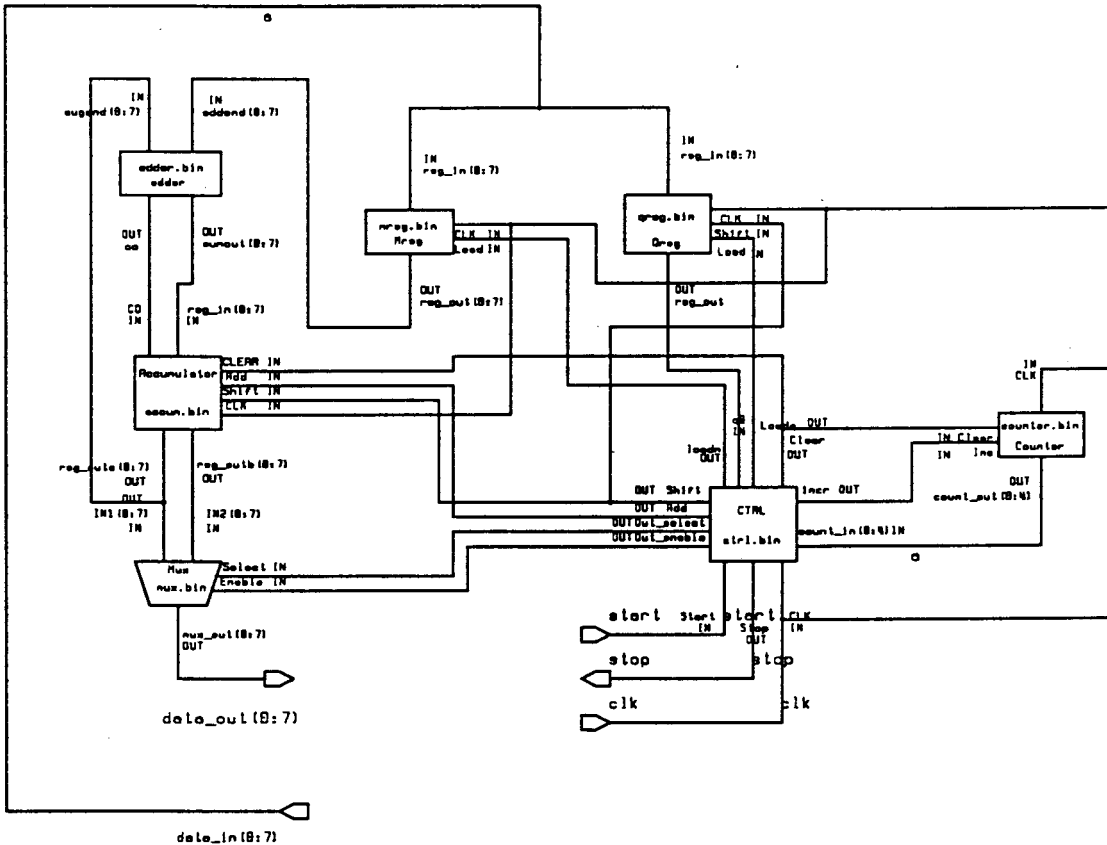 IN
IN
augend(0:7)
addend(0:7)
adder.bin
adder
OUT
OUT
co
sumout(0:7)
CO
IN
reg_in(0:7)
IN
IN
reg_in(0:7)
mreg.bin
Mreg
CLK IN
Load IN
OUT
reg_out(0:7)
IN
reg_in(0:7)
qreg.bin
Qreg
CLK IN
Shift IN
Load IN
OUT
reg_out
Accumulator
accum.bin
CLEAR IN
Add IN
Shift IN
CLK IN
reg_outa(0:7)
OUT
reg_outb(0:7)
OUT
OUT
IN1(0:7)
IN
IN2(0:7)
IN
Mux
mux.bin
Select IN
Enable IN
mux_out(0:7)
OUT
data_out(0:7)
IN
CLK
counter.bin
Counter
IN Clear
IN Inc
OUT
count_out(0:4)
loadm
OUT
IN
Loadq OUT
Clear
OUT
OUT Shift
OUT Add
OUT Out_select
OUT Out_enable
CTRL
ctrl.bin
Incr OUT
count_in(0:4) IN
start
Start
IN
start
CLK
IN
Stop
OUT
stop
stop
clk
clk
data_in(0:7)